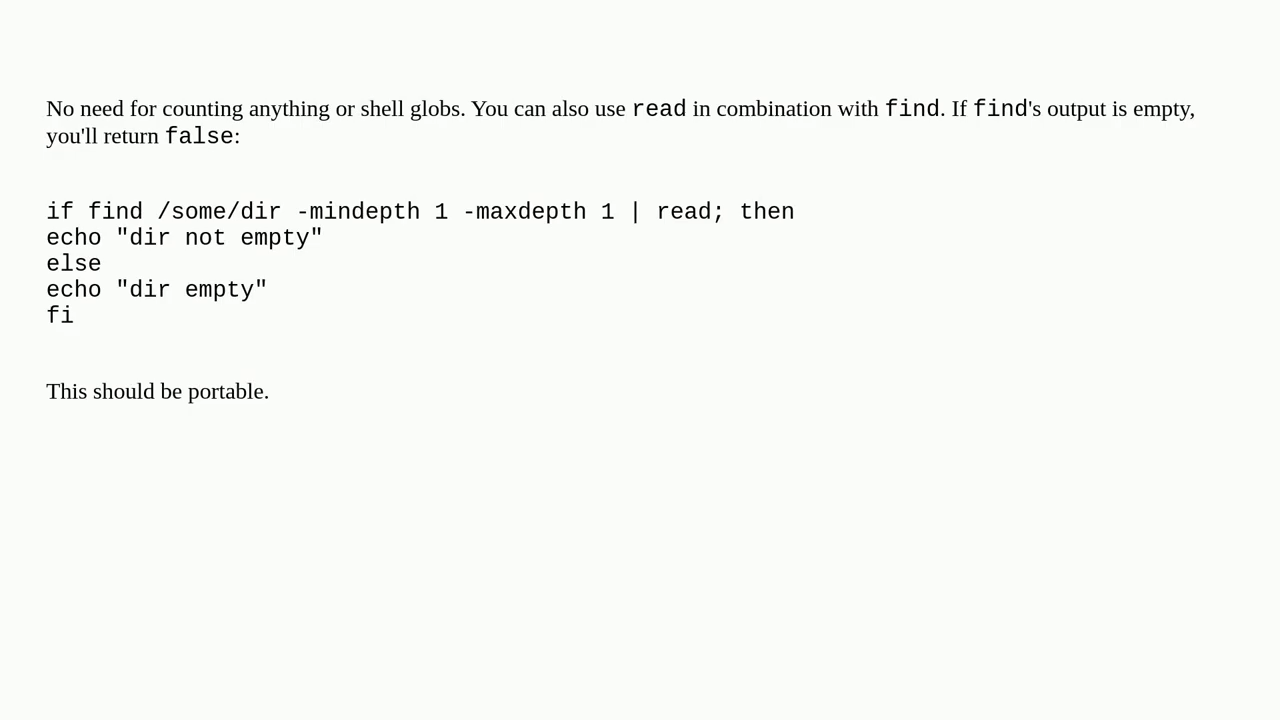 No need for counting anything or shell globs. You can also use read in combination with find. If find's output is empty,
you'll return false:
if find /some/dir -mindepth 1 -maxdepth 1 | read; then
echo "dir not empty"
else
echo "dir empty"
fi
This should be portable.